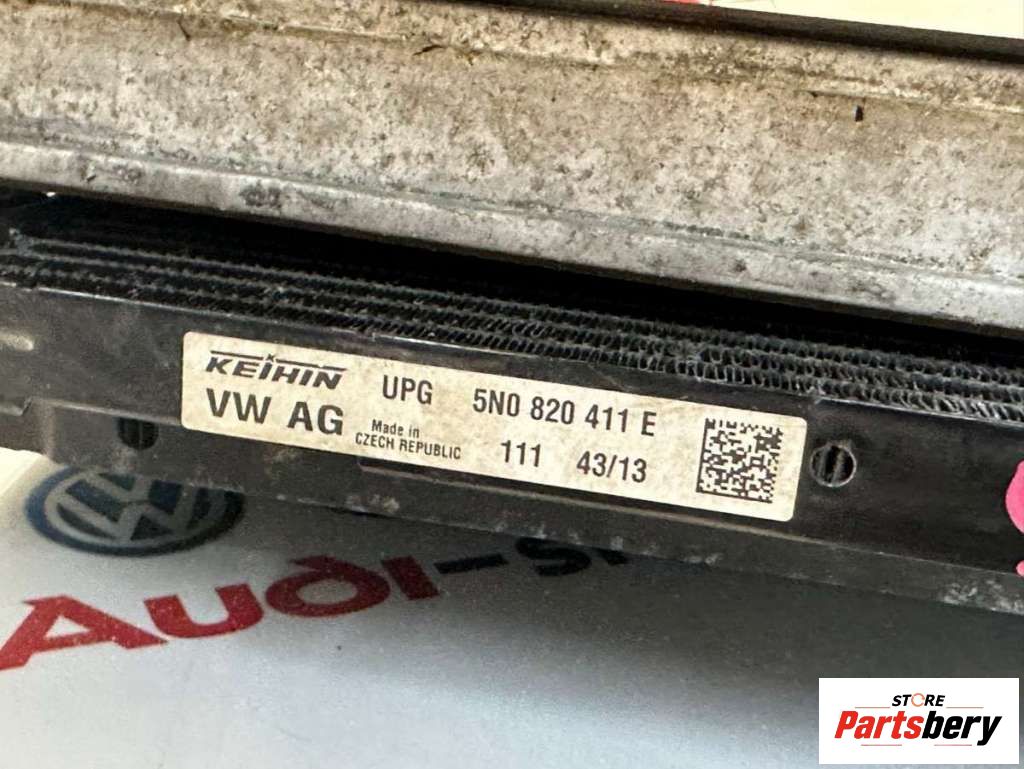 KEIHIN UPG 5N0 820 411 E
VW AG Made in CZECH REPUBLIC 111 43/13
AUDI-S
STORE
Partsbery